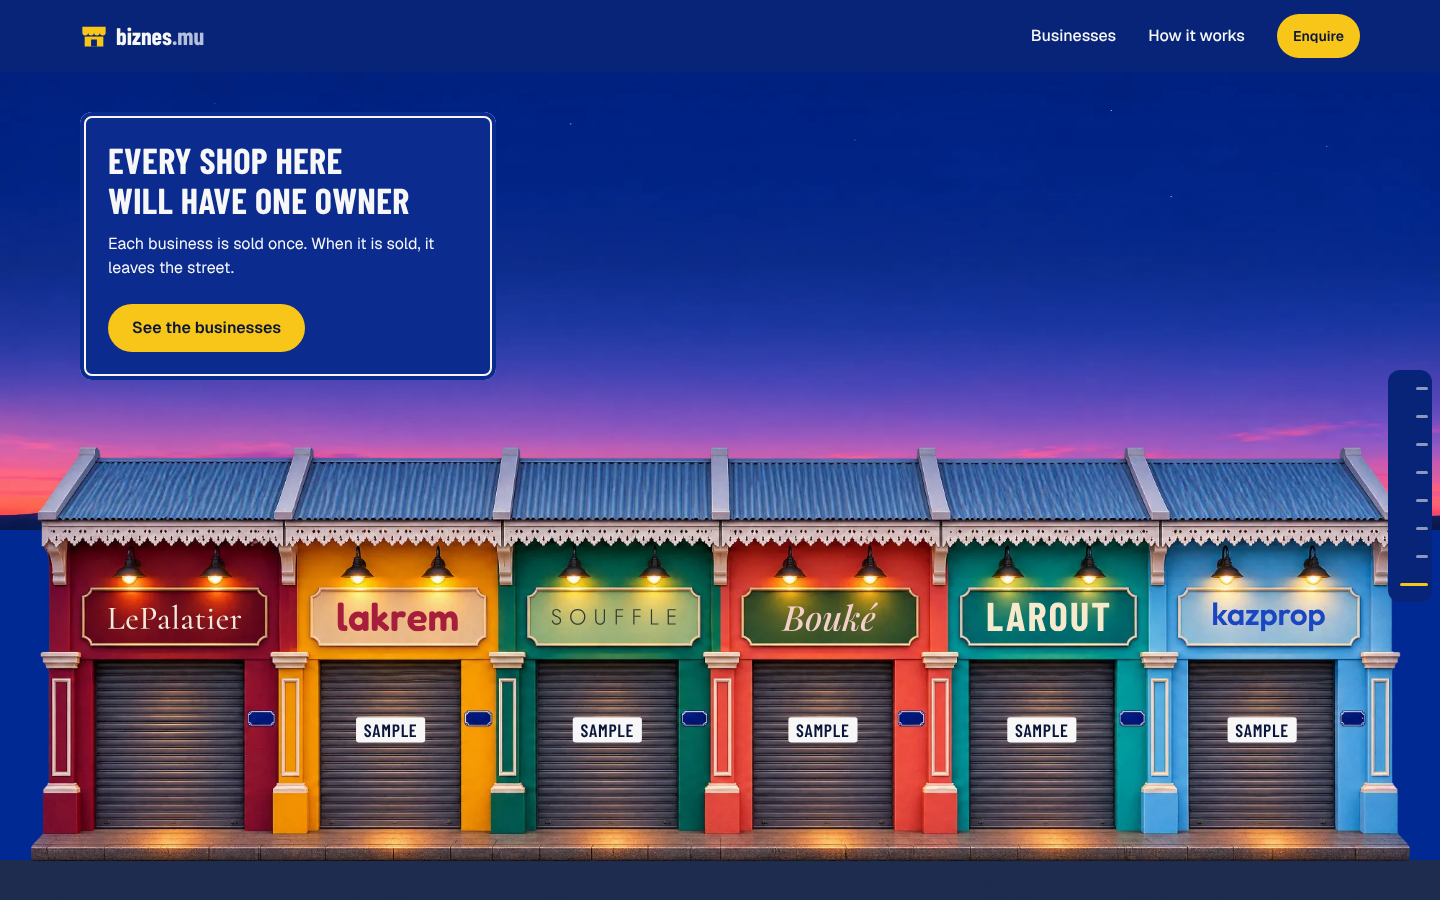 biznes.mu
Businesses
How it works
Enquire
EVERY SHOP HERE
WILL HAVE ONE OWNER
Each business is sold once. When it is sold, it
leaves the street.
See the businesses
LePalatier
lakrem
SOUFFLE
Bouké
LAROUT
kazprop
SAMPLE
SAMPLE
SAMPLE
SAMPLE
SAMPLE